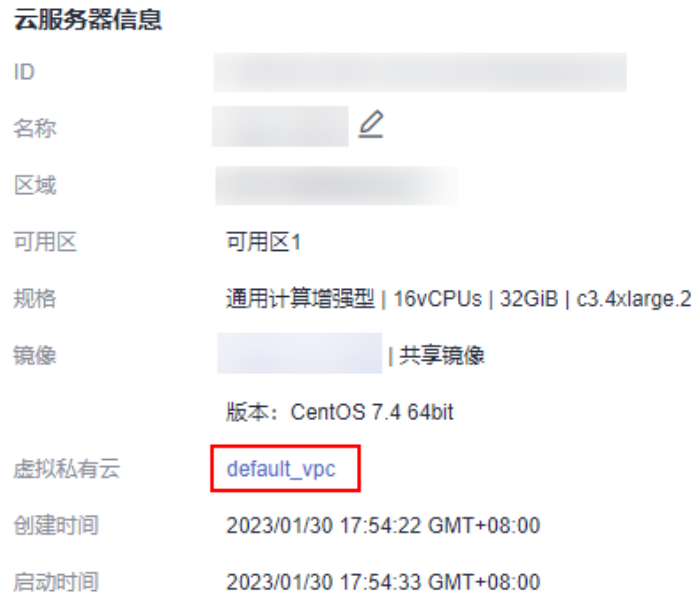 云服务器信息
ID
名称
区域
可用区 可用区1
规格 通用计算增强型 | 16vCPUs | 32GiB | c3.4xlarge.2
镜像 | 共享镜像
版本：CentOS 7.4 64bit
虚拟私有云 default_vpc
创建时间 2023/01/30 17:54:22 GMT+08:00
启动时间 2023/01/30 17:54:33 GMT+08:00